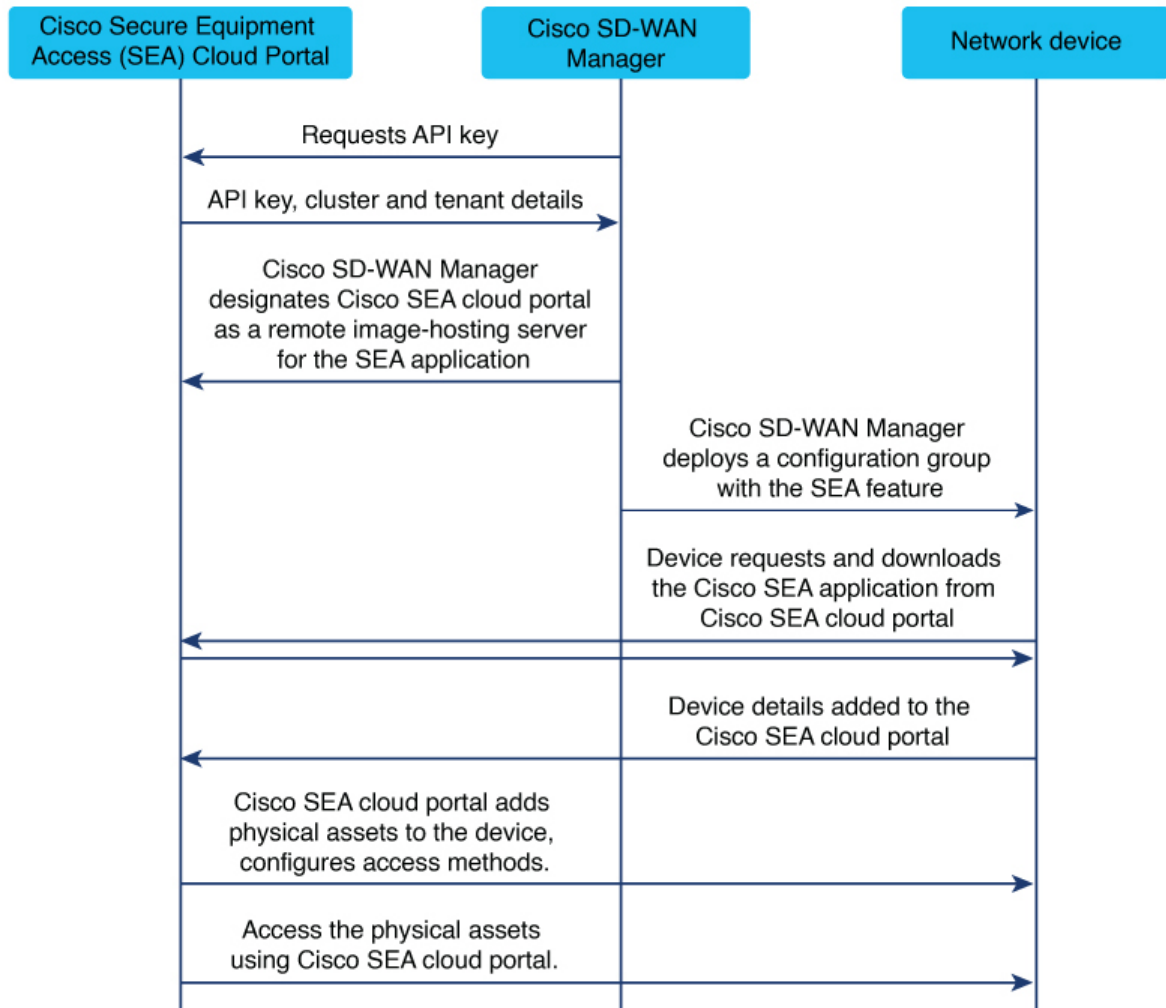 Cisco Secure Equipment
Access (SEA) Cloud Portal
Cisco SD-WAN
Manager
Network device
Requests API key
API key, cluster and tenant details
Cisco SD-WAN Manager
designates Cisco SEA cloud portal
as a remote image-hosting server
for the SEA application
Cisco SD-WAN Manager
deploys a configuration group
with the SEA feature
Device requests and downloads
the Cisco SEA application from
Cisco SEA cloud portal
Device details added to the
Cisco SEA cloud portal
Cisco SEA cloud portal adds
physical assets to the device,
configures access methods.
Access the physical assets
using Cisco SEA cloud portal.